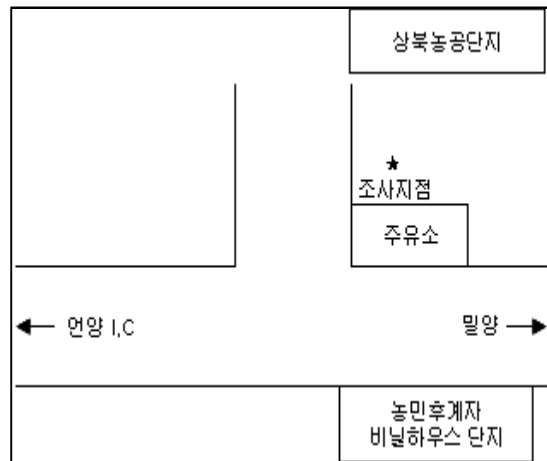 상북농공단지
★
조사지점
주유소
← 언양 I.C
밀양 →
농민후계자
비닐하우스 단지